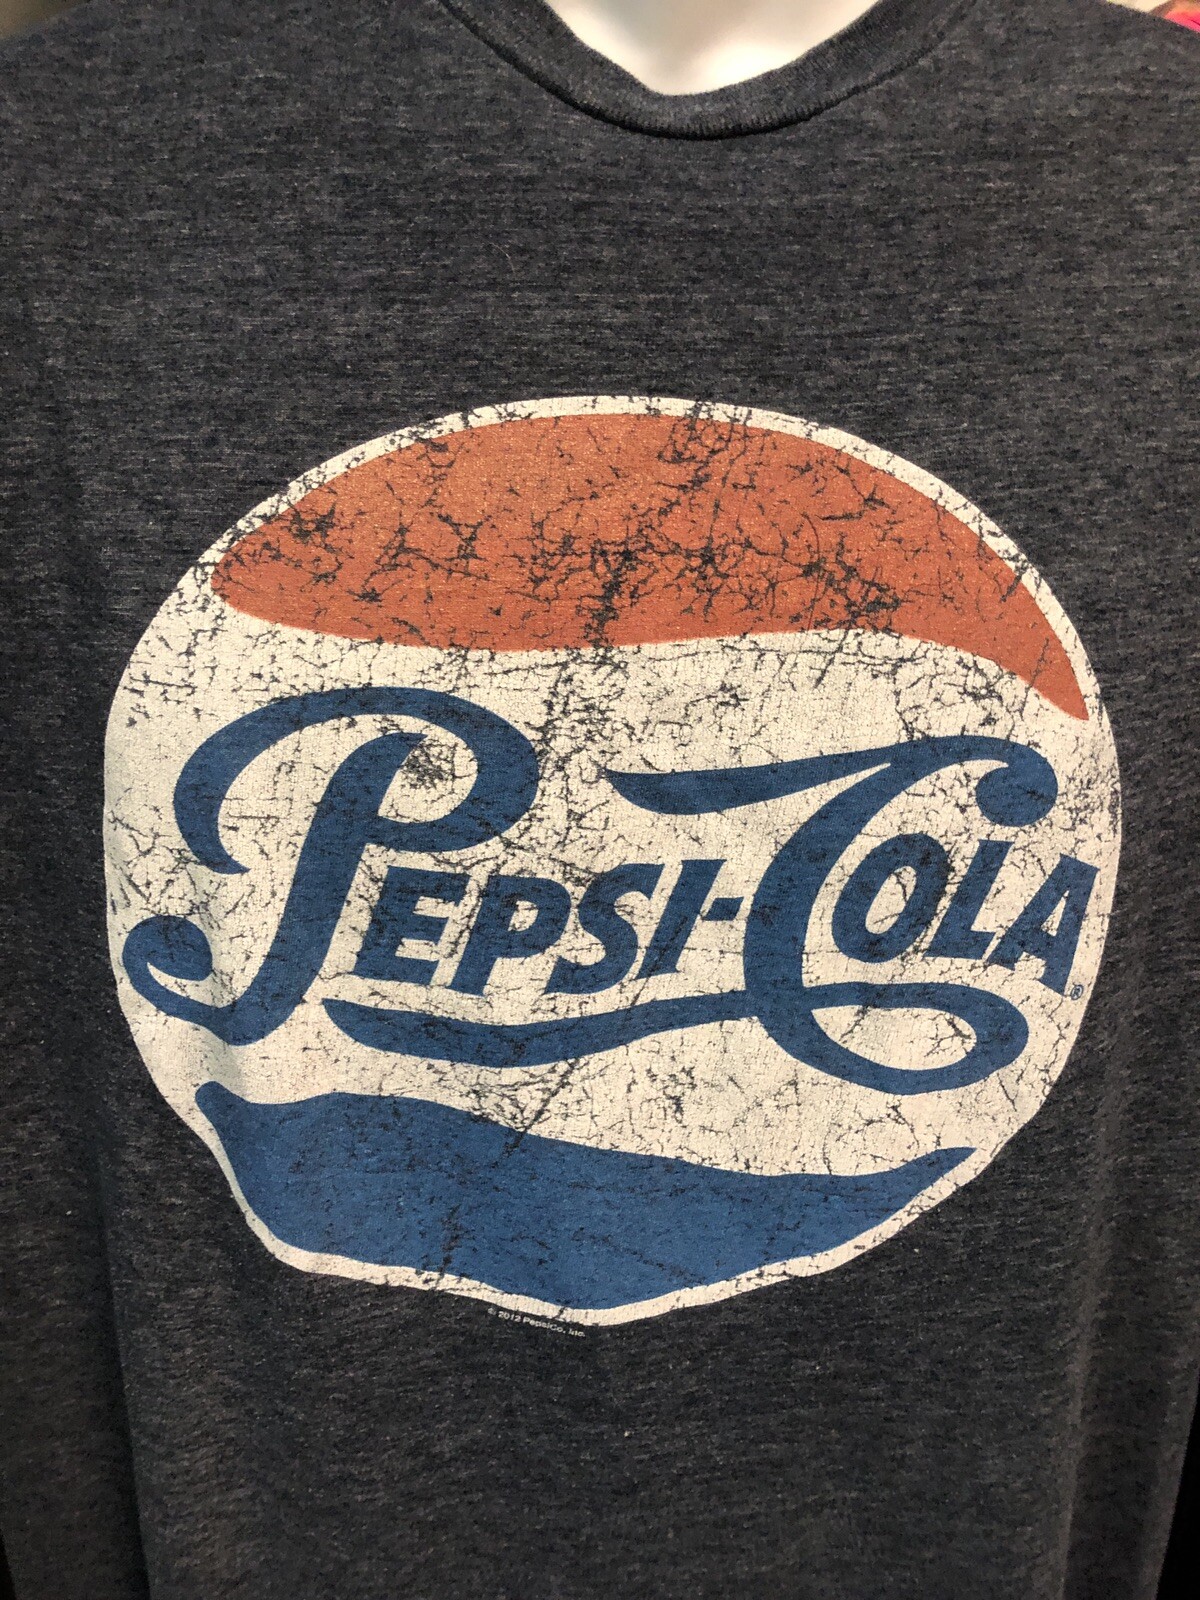 PEPSI-COLA®
© 2012 PepsiCo, Inc.